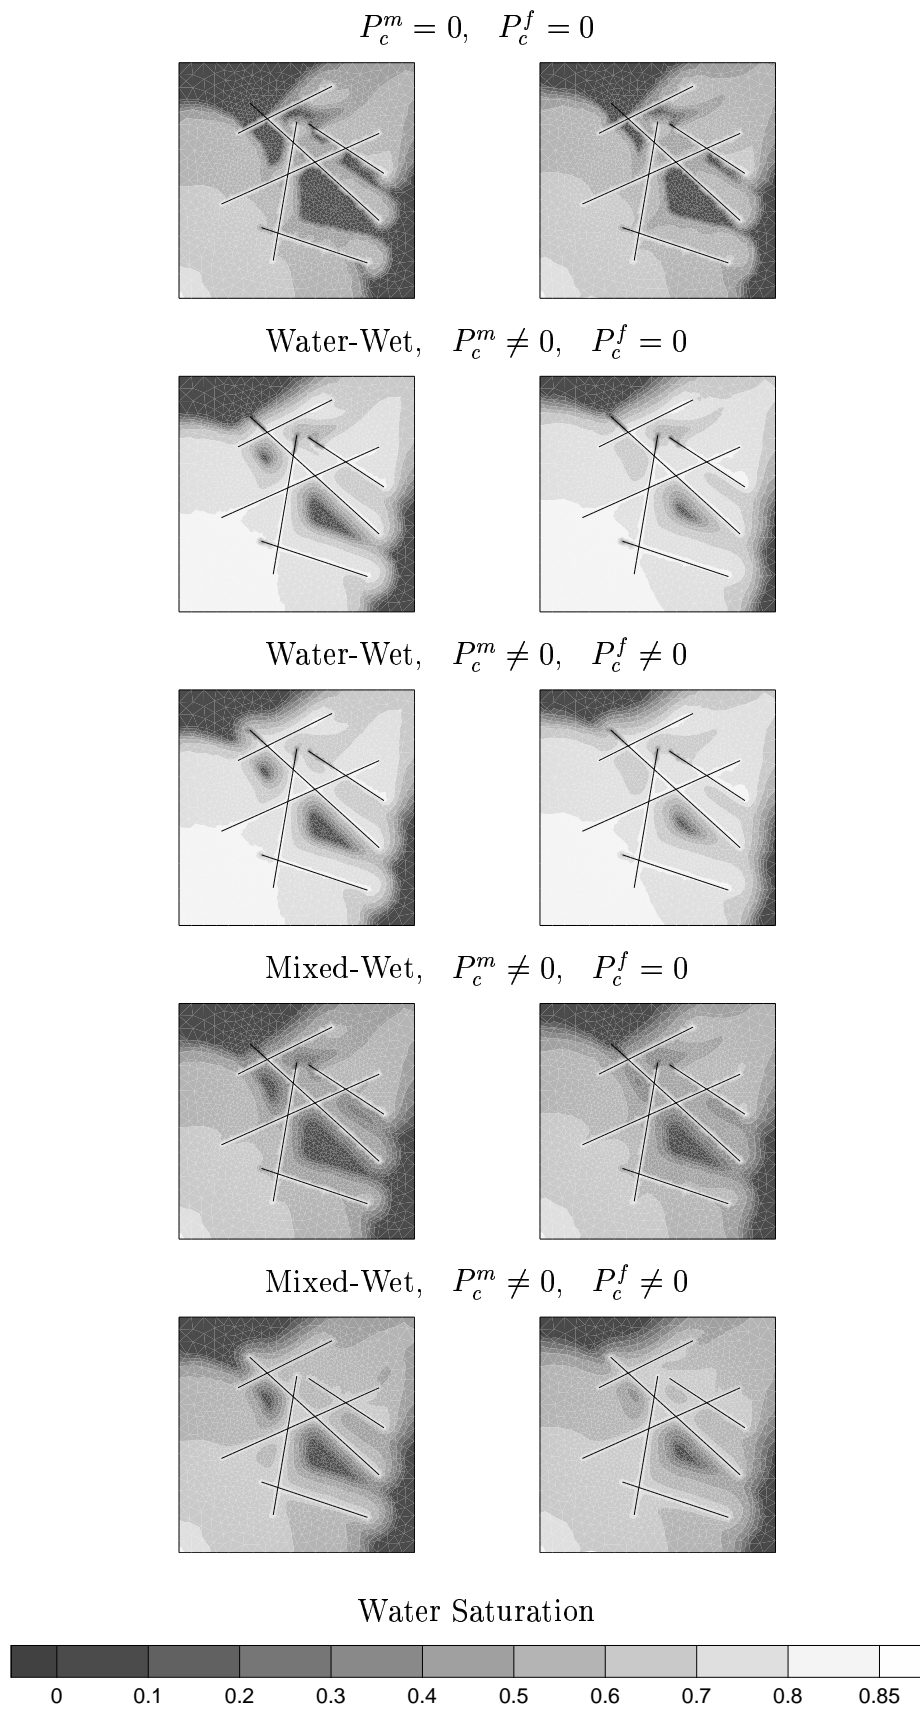 P_c^m = 0, P_c^f = 0
Water-Wet, P_c^m ≠ 0, P_c^f = 0
Water-Wet, P_c^m ≠ 0, P_c^f ≠ 0
Mixed-Wet, P_c^m ≠ 0, P_c^f = 0
Mixed-Wet, P_c^m ≠ 0, P_c^f ≠ 0
Water Saturation
0 0.1 0.2 0.3 0.4 0.5 0.6 0.7 0.8 0.85